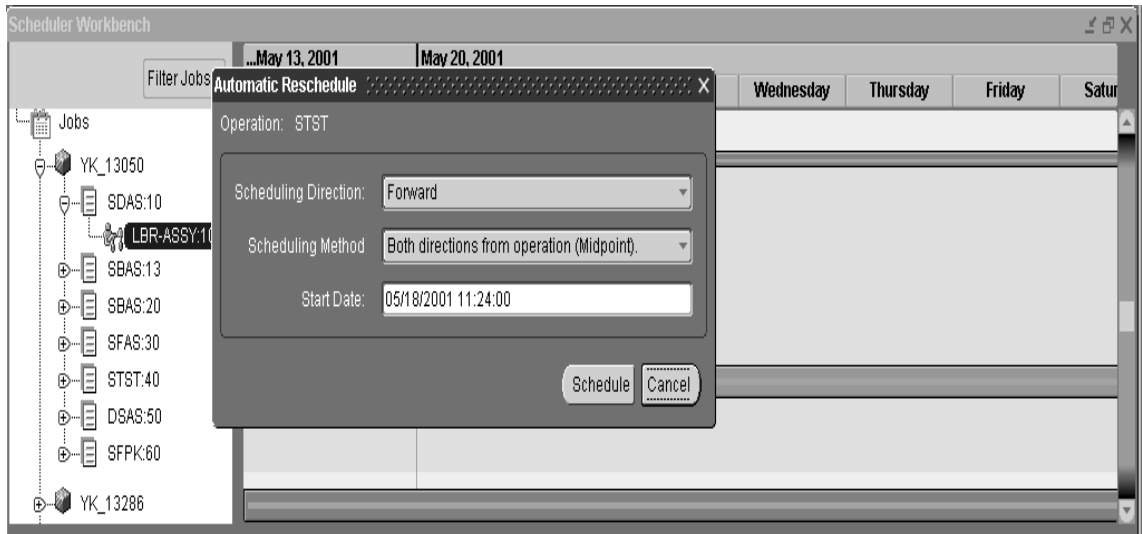 Scheduler Workbench
...May 13, 2001
May 20, 2001
Filter Jobs
Wednesday
Thursday
Friday
Satur
Automatic Reschedule
Operation: STST
Scheduling Direction:
Forward
Scheduling Method
Both directions from operation (Midpoint).
Start Date:
05/18/2001 11:24:00
Schedule
Cancel
Jobs
YK_13050
SDAS:10
LBR-ASSY:10
SBAS:13
SBAS:20
SFAS:30
STST:40
DSAS:50
SFPK:60
YK_13286